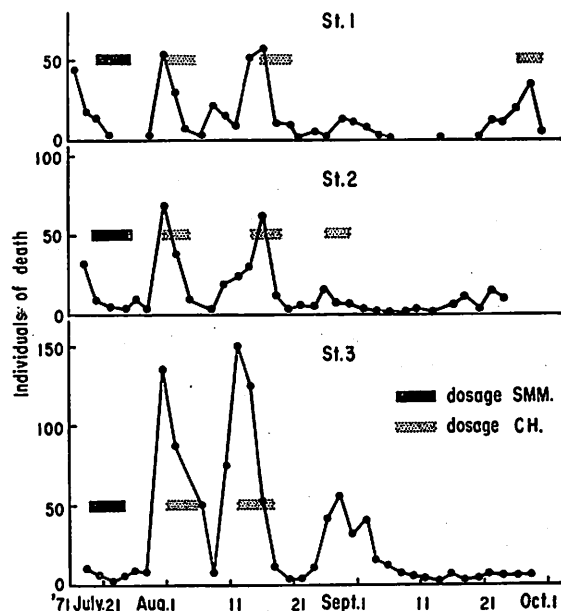 St.1
50
0
100
St.2
50
0
Individuals of death
St.3
150
100
50
0
dosage SMM.
dosage CH.
'71 July.21 Aug.1 11 21 Sept.1 11 21 Oct.1